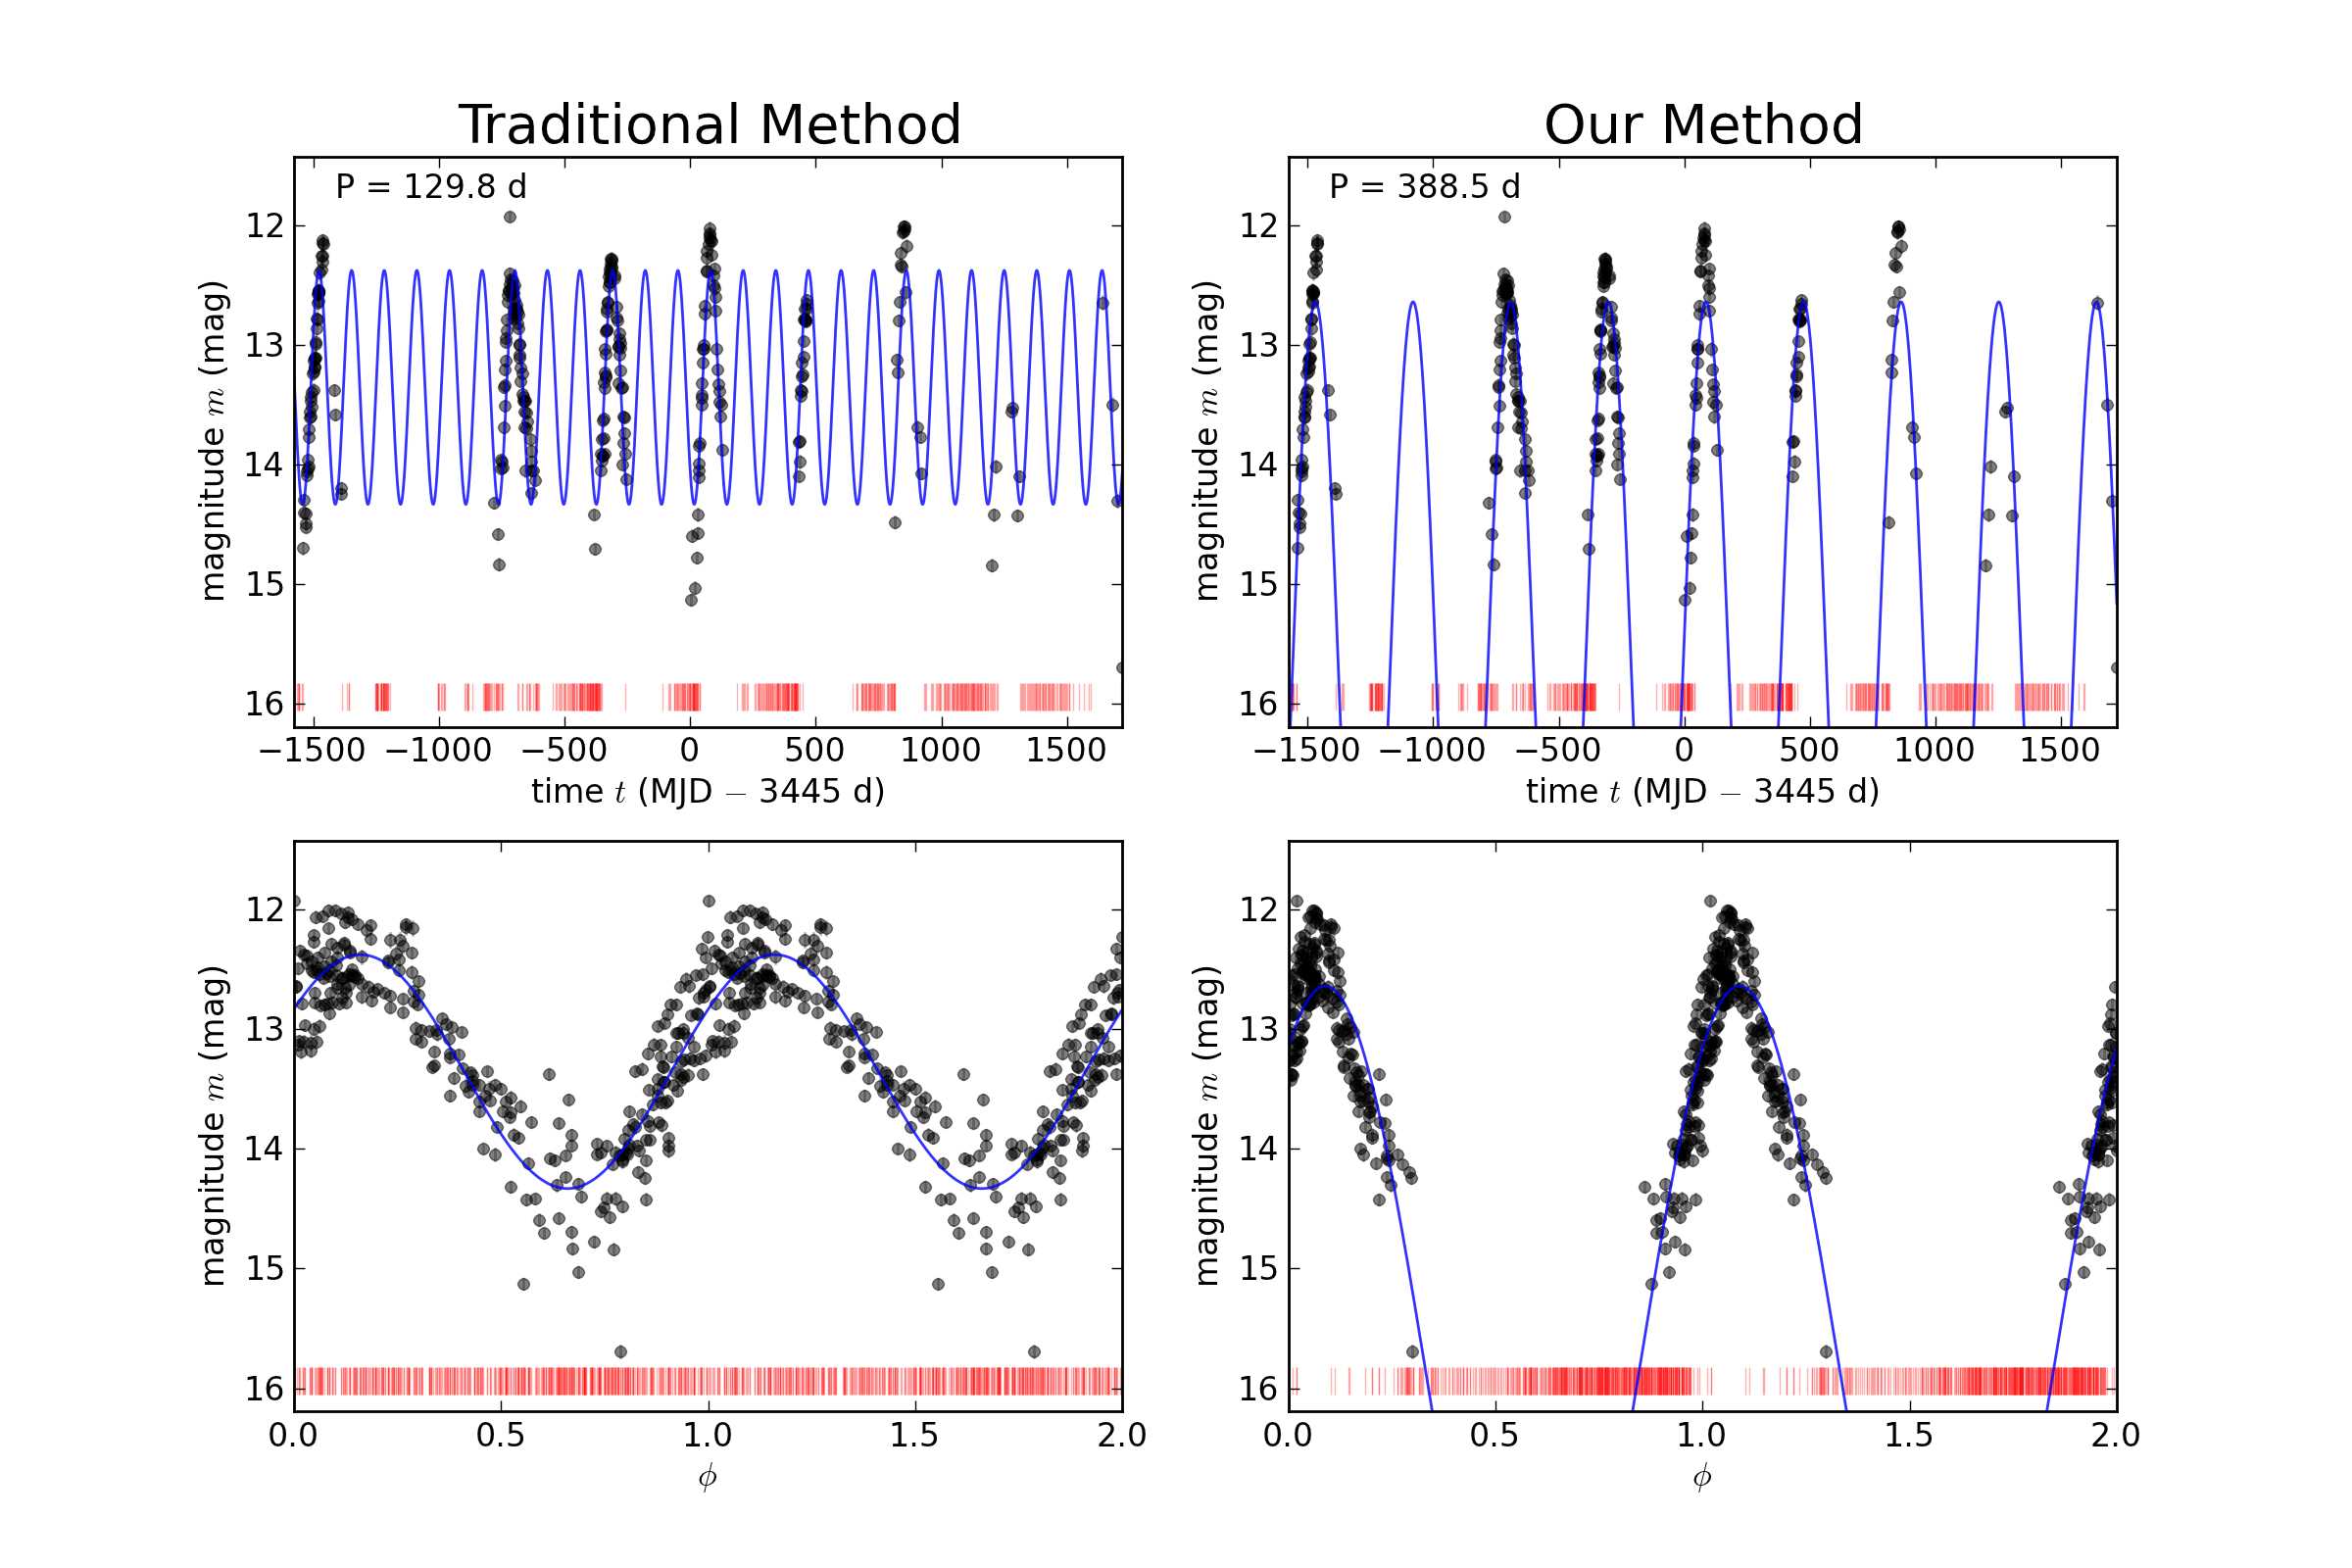 Traditional Method
Our Method
P = 129.8 d
P = 388.5 d
12
13
14
15
16
magnitude m (mag)
−1500 −1000 −500 0 500 1000 1500
time t (MJD − 3445 d)
12
13
14
15
16
magnitude m (mag)
−1500 −1000 −500 0 500 1000 1500
time t (MJD − 3445 d)
12
13
14
15
16
magnitude m (mag)
0.0 0.5 1.0 1.5 2.0
ϕ
12
13
14
15
16
magnitude m (mag)
0.0 0.5 1.0 1.5 2.0
ϕ